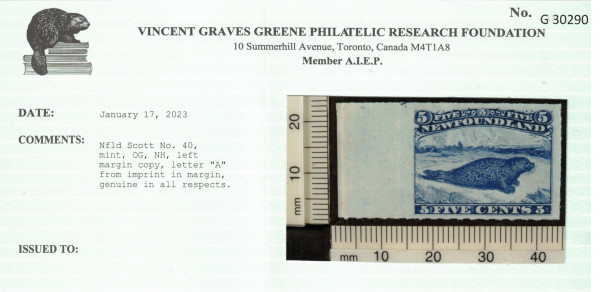 No. G 30290
VINCENT GRAVES GREENE PHILATELIC RESEARCH FOUNDATION
10 Summerhill Avenue, Toronto, Canada M4T1A8
Member A.I.E.P.
DATE: January 17, 2023
COMMENTS: Nfld Scott No. 40,
mint, OG, NH, left
margin copy, letter "A"
from imprint in margin,
genuine in all respects.
ISSUED TO:
20
10
mm
5 FIVE 5 FIVE 5
NEWFOUNDLAND
5 FIVE CENTS 5
mm 10 20 30 40